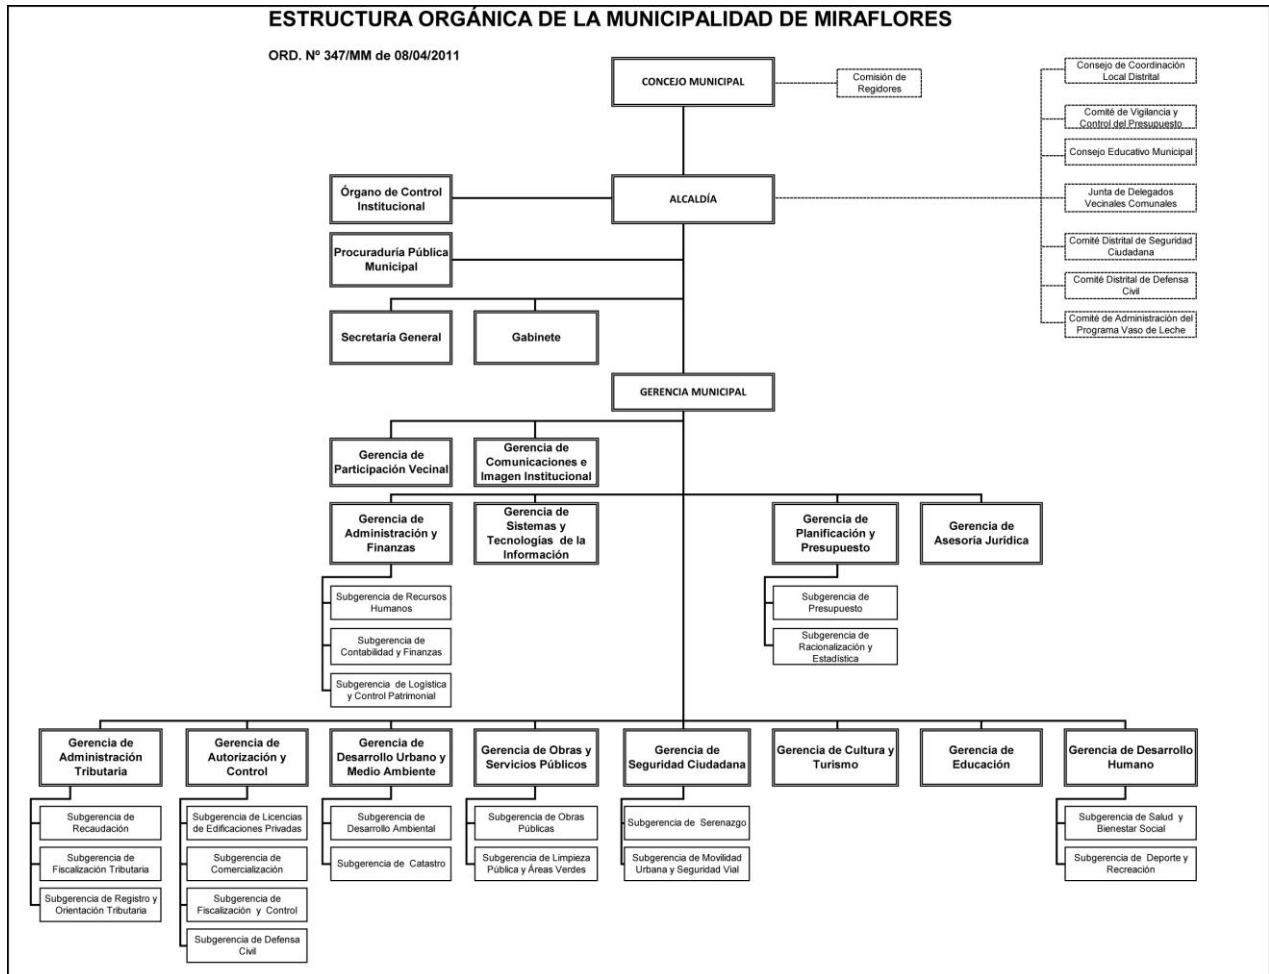 ESTRUCTURA ORGÁNICA DE LA MUNICIPALIDAD DE MIRAFLORES
ORD. Nº 347/MM de 08/04/2011
CONCEJO MUNICIPAL
Comisión de
Regidores
Consejo de Coordinación
Local Distrital
Comité de Vigilancia y
Control del Presupuesto
Consejo Educativo Municipal
Órgano de Control
Institucional
ALCALDÍA
Junta de Delegados
Vecinales Comunales
Procuraduría Pública
Municipal
Comité Distrital de Seguridad
Ciudadana
Comité Distrital de Defensa
Civil
Comité de Administración del
Programa Vaso de Leche
Secretaría General
Gabinete
GERENCIA MUNICIPAL
Gerencia de
Participación Vecinal
Gerencia de
Comunicaciones e
Imagen Institucional
Gerencia de
Administración y
Finanzas
Gerencia de
Sistemas y
Tecnologías de la
Información
Gerencia de
Planificación y
Presupuesto
Gerencia de
Asesoría Jurídica
Subgerencia de Recursos
Humanos
Subgerencia de
Contabilidad y Finanzas
Subgerencia de Logística
y Control Patrimonial
Subgerencia de
Presupuesto
Subgerencia de
Racionalización y
Estadística
Gerencia de
Administración
Tributaria
Gerencia de
Autorización y
Control
Gerencia de
Desarrollo Urbano y
Medio Ambiente
Gerencia de Obras y
Servicios Públicos
Gerencia de
Seguridad Ciudadana
Gerencia de Cultura y
Turismo
Gerencia de
Educación
Gerencia de Desarrollo
Humano
Subgerencia de
Recaudación
Subgerencia de
Fiscalización Tributaria
Subgerencia de Registro y
Orientación Tributaria
Subgerencia de Licencias
de Edificaciones Privadas
Subgerencia de
Comercialización
Subgerencia de
Fiscalización y Control
Subgerencia de Defensa
Civil
Subgerencia de
Desarrollo Ambiental
Subgerencia de Catastro
Subgerencia de Obras
Públicas
Subgerencia de Limpieza
Pública y Áreas Verdes
Subgerencia de Serenazgo
Subgerencia de Movilidad
Urbana y Seguridad Vial
Subgerencia de Salud y
Bienestar Social
Subgerencia de Deporte y
Recreación